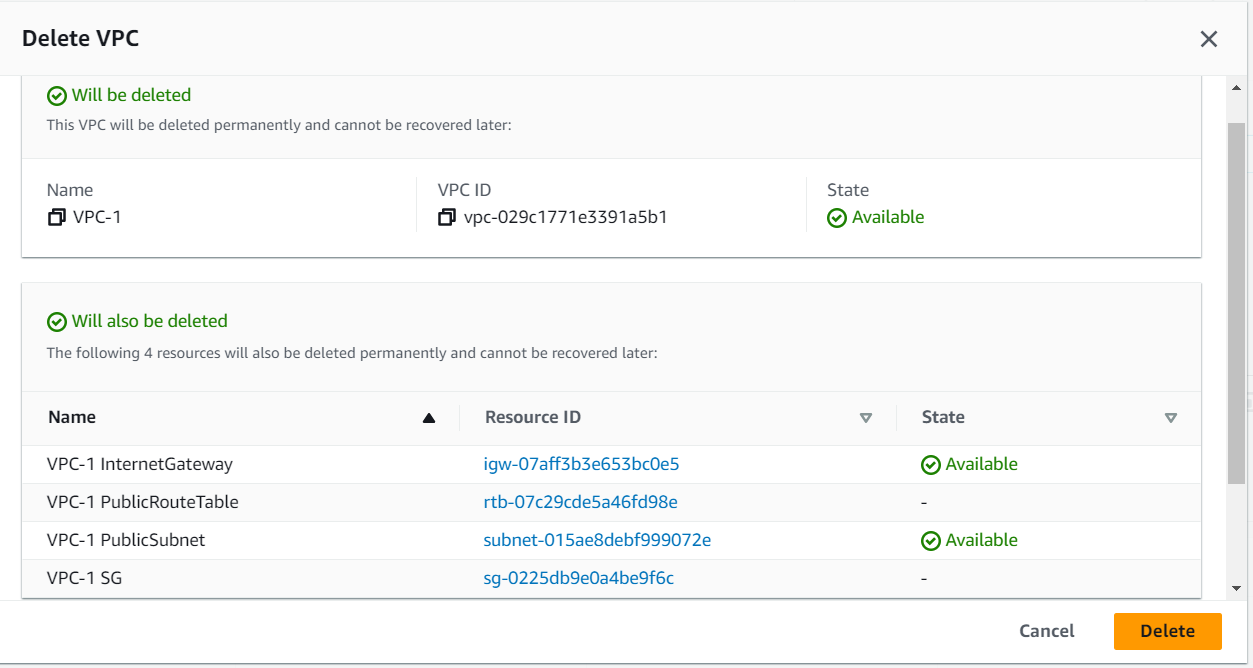 Delete VPC
Will be deleted
This VPC will be deleted permanently and cannot be recovered later:
Name VPC ID State
VPC-1 vpc-029c1771e3391a5b1 Available
Will also be deleted
The following 4 resources will also be deleted permanently and cannot be recovered later:
Name Resource ID State
VPC-1 InternetGateway igw-07aff3b3e653bc0e5 Available
VPC-1 PublicRouteTable rtb-07c29cde5a46fd98e -
VPC-1 PublicSubnet subnet-015ae8debf999072e Available
VPC-1 SG sg-0225db9e0a4be9f6c -
Cancel Delete